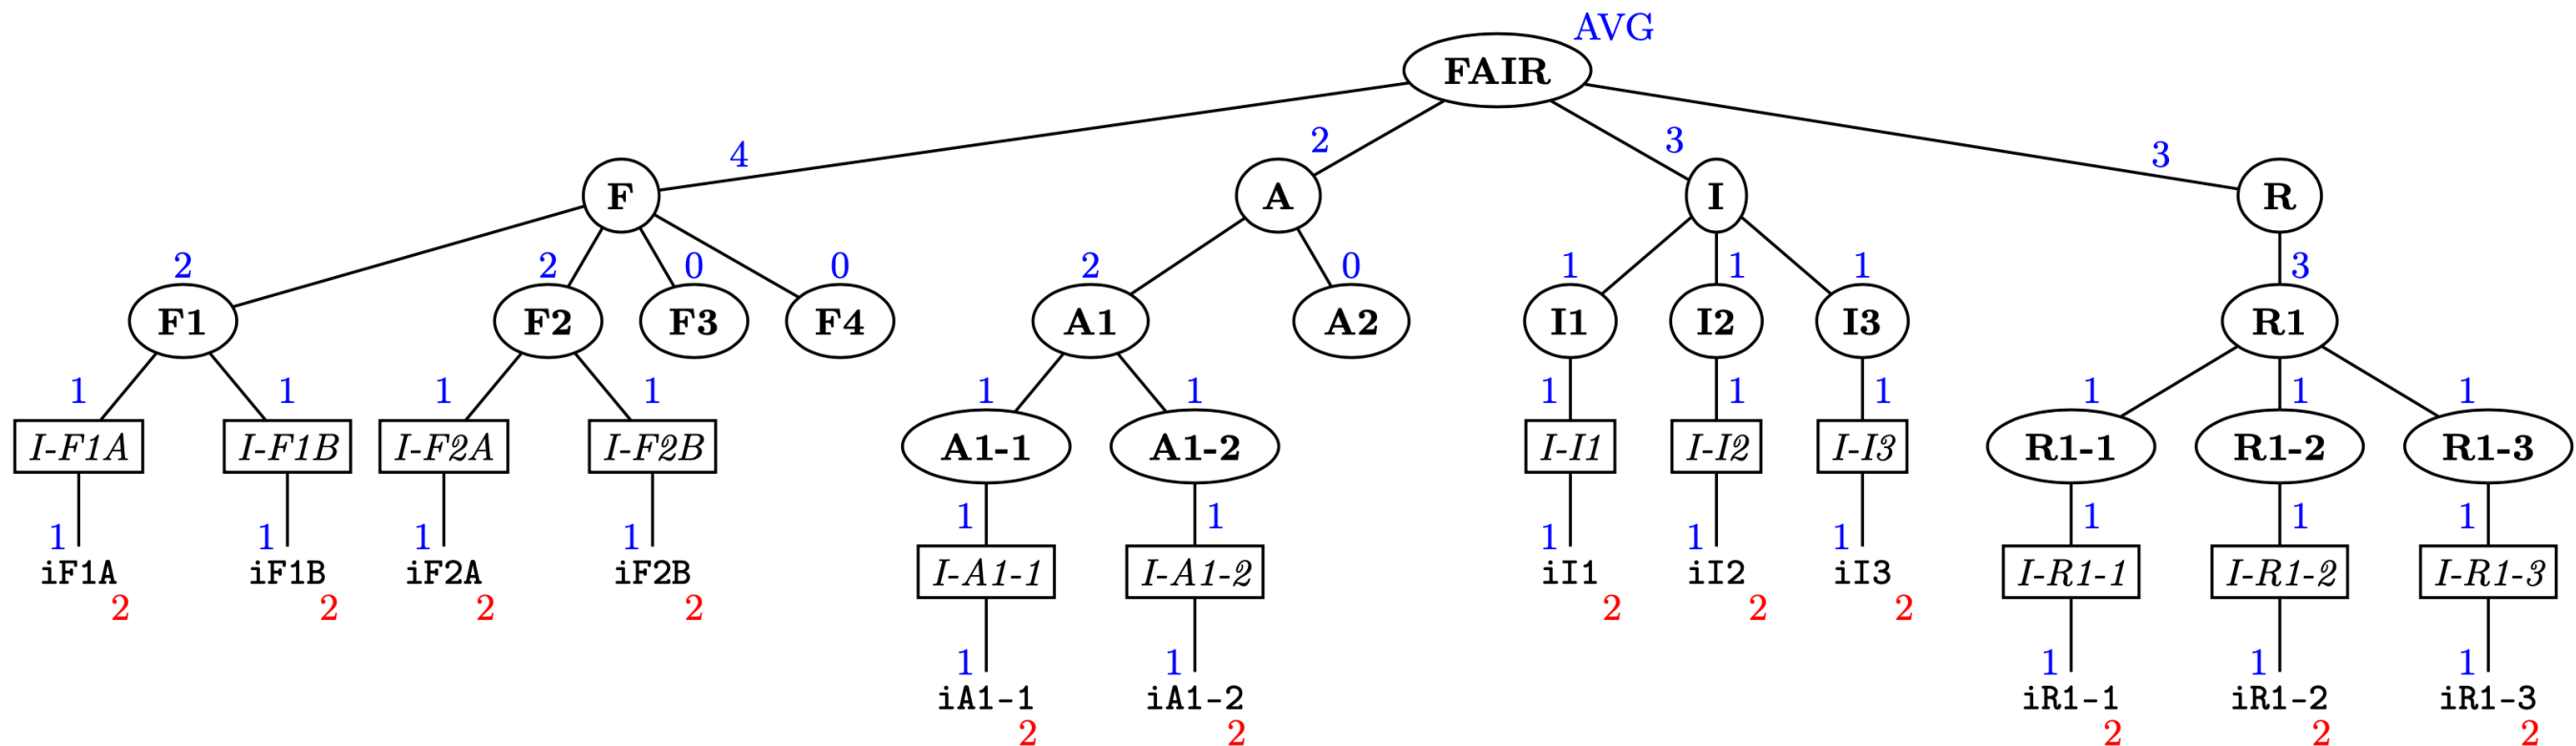 AVG
FAIR
4 2 3 3
F A I R
2 2 0 0 2 0 1 1 1 3
F1 F2 F3 F4 A1 A2 I1 I2 I3 R1
1 1 1 1 1 1 1 1 1 1 1 1
I-F1A I-F1B I-F2A I-F2B A1-1 A1-2 I-I1 I-I2 I-I3 R1-1 R1-2 R1-3
1 1 1 1 1 1 1 1 1 1 1 1
iF1A iF1B iF2A iF2B I-A1-1 I-A1-2 iI1 iI2 iI3 I-R1-1 I-R1-2 I-R1-3
2 2 2 2 2 2 2
1 1 1 1 1
iA1-1 iA1-2 iR1-1 iR1-2 iR1-3
2 2 2 2 2